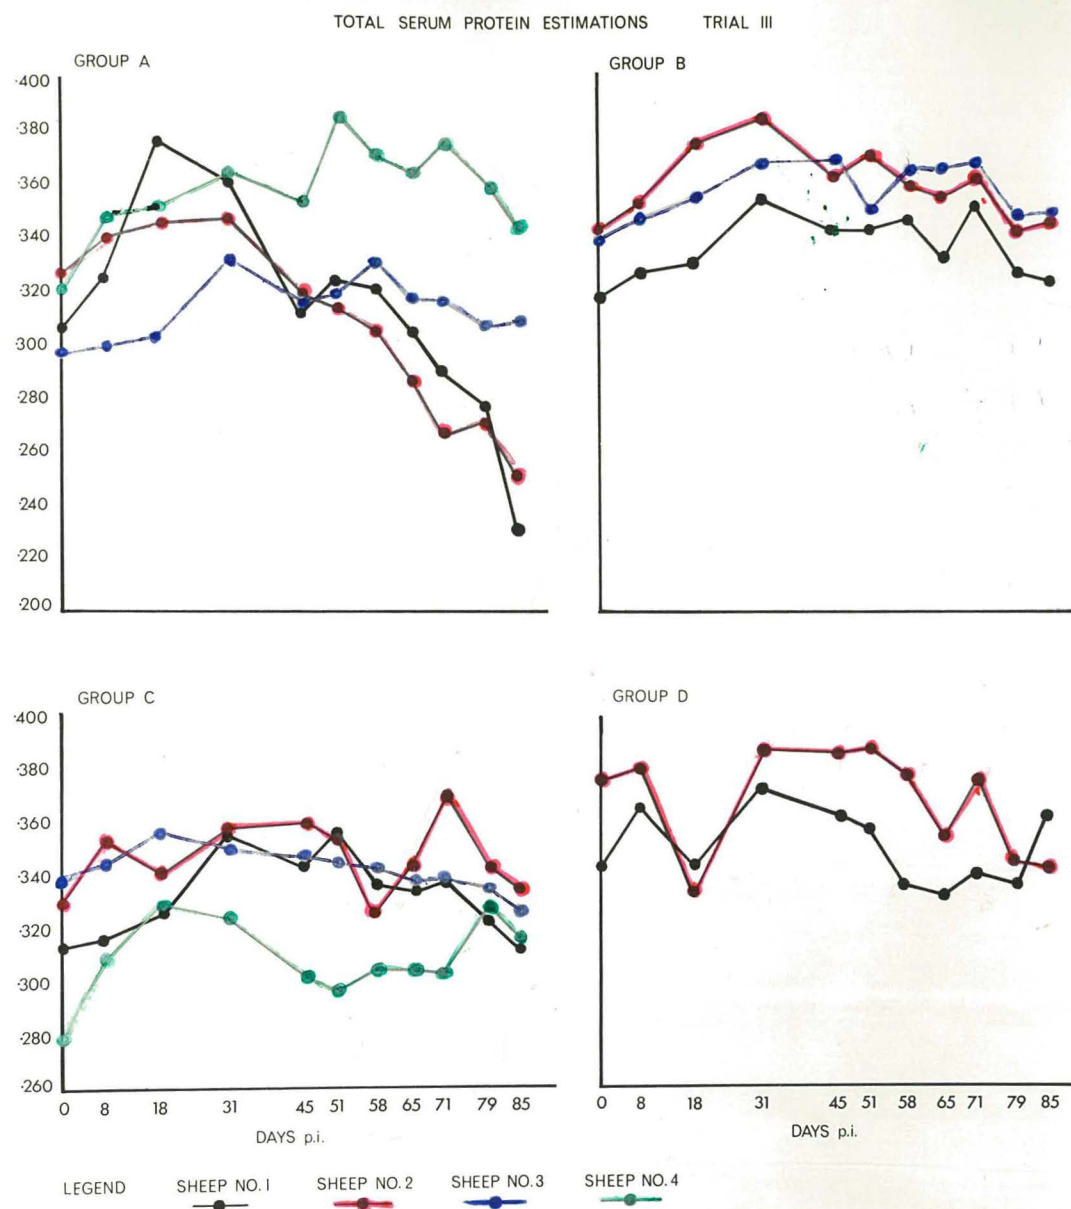 TOTAL SERUM PROTEIN ESTIMATIONS TRIAL III
GROUP A
·400
·380
·360
·340
·320
·300
·280
·260
·240
·220
·200
GROUP B
GROUP C
·400
·380
·360
·340
·320
·300
·280
·260
0 8 18 31 45 51 58 65 71 79 85
DAYS p.i.
GROUP D
0 8 18 31 45 51 58 65 71 79 85
DAYS p.i.
LEGEND SHEEP NO.1 SHEEP NO.2 SHEEP NO.3 SHEEP NO.4